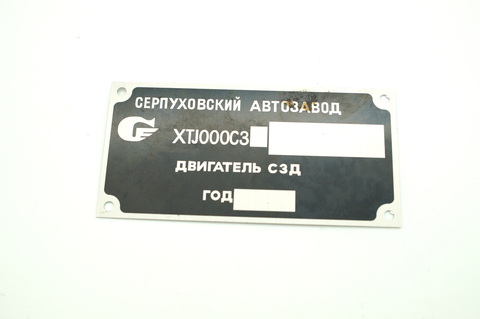 СЕРПУХОВСКИЙ АВТОЗАВОД
XTJ000C3
ДВИГАТЕЛЬ СЗД
ГОД